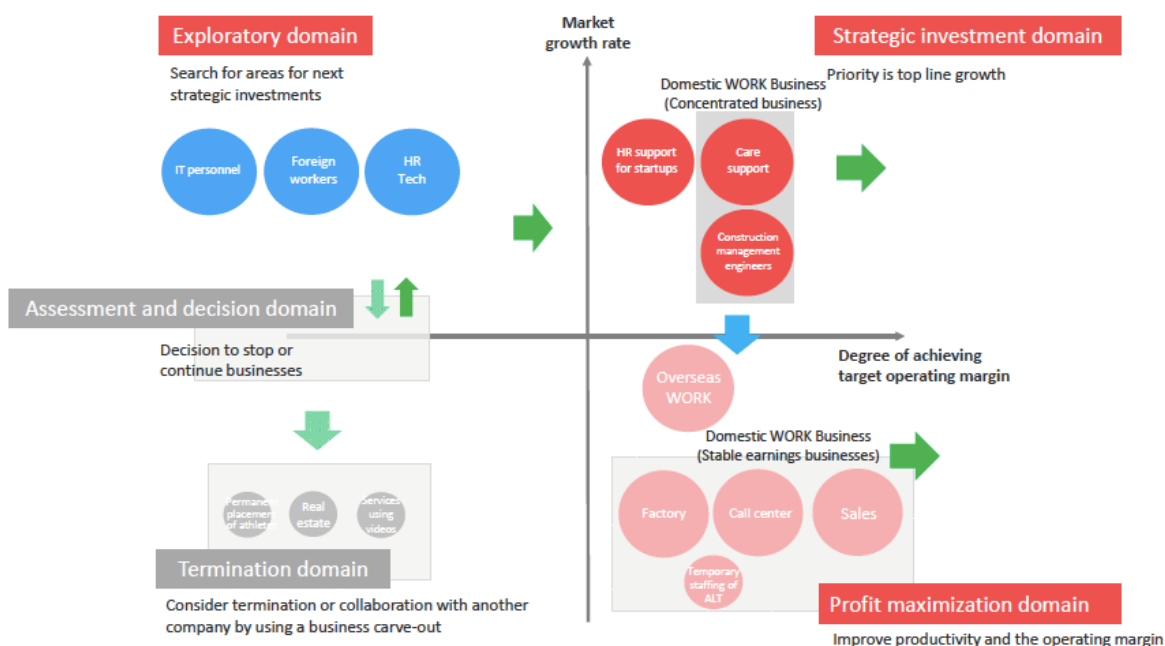 Exploratory domain
Search for areas for next
strategic investments
IT personnel
Foreign
workers
HR
Tech
Market
growth rate
Strategic investment domain
Priority is top line growth
Domestic WORK Business
(Concentrated business)
HR support
for startups
Care
support
Construction
management
engineers
Assessment and decision domain
Decision to stop or
continue businesses
Degree of achieving
target operating margin
Overseas
WORK
Domestic WORK Business
(Stable earnings businesses)
Factory
Call center
Sales
Temporary
staffing of
ALT
Permanent
placement
of athletes
Real
estate
Services
using
videos
Termination domain
Consider termination or collaboration with another
company by using a business carve-out
Profit maximization domain
Improve productivity and the operating margin